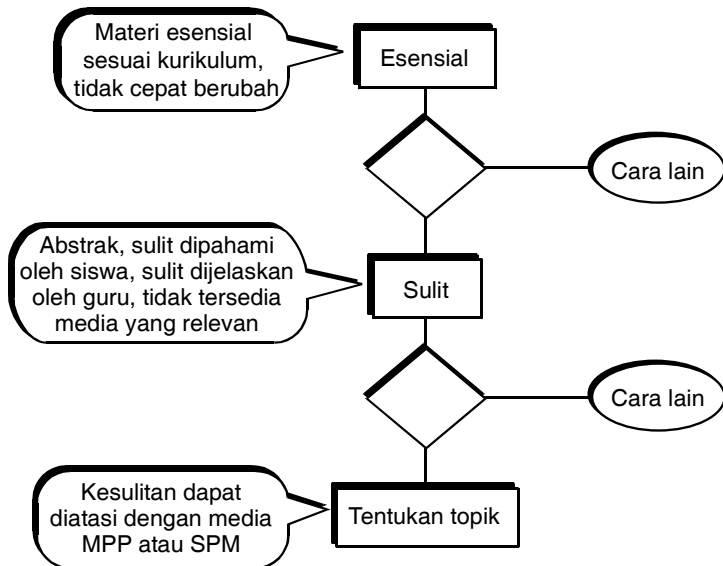 Materi esensial
sesuai kurikulum,
tidak cepat berubah
Esensial
Cara lain
Abstrak, sulit dipahami
oleh siswa, sulit dijelaskan
oleh guru, tidak tersedia
media yang relevan
Sulit
Cara lain
Kesulitan dapat
diatasi dengan media
MPP atau SPM
Tentukan topik